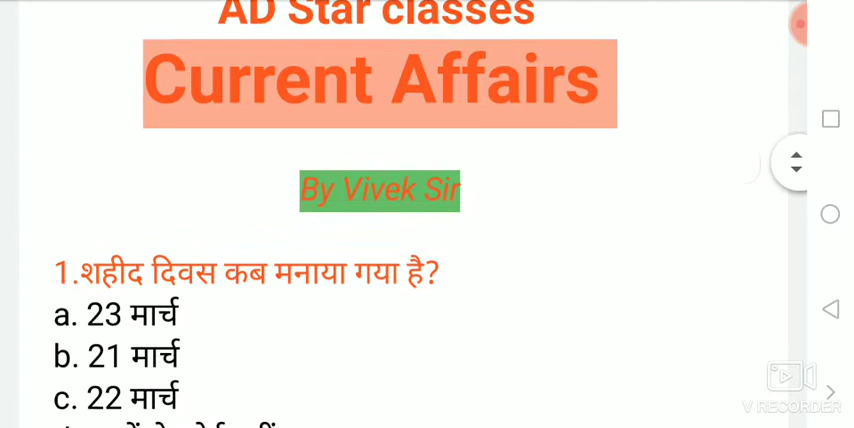 AD Star classes
Current Affairs
By Vivek Sir
1.शहीद दिवस कब मनाया गया है?
a. 23 मार्च
b. 21 मार्च
c. 22 मार्च
V RECORDER